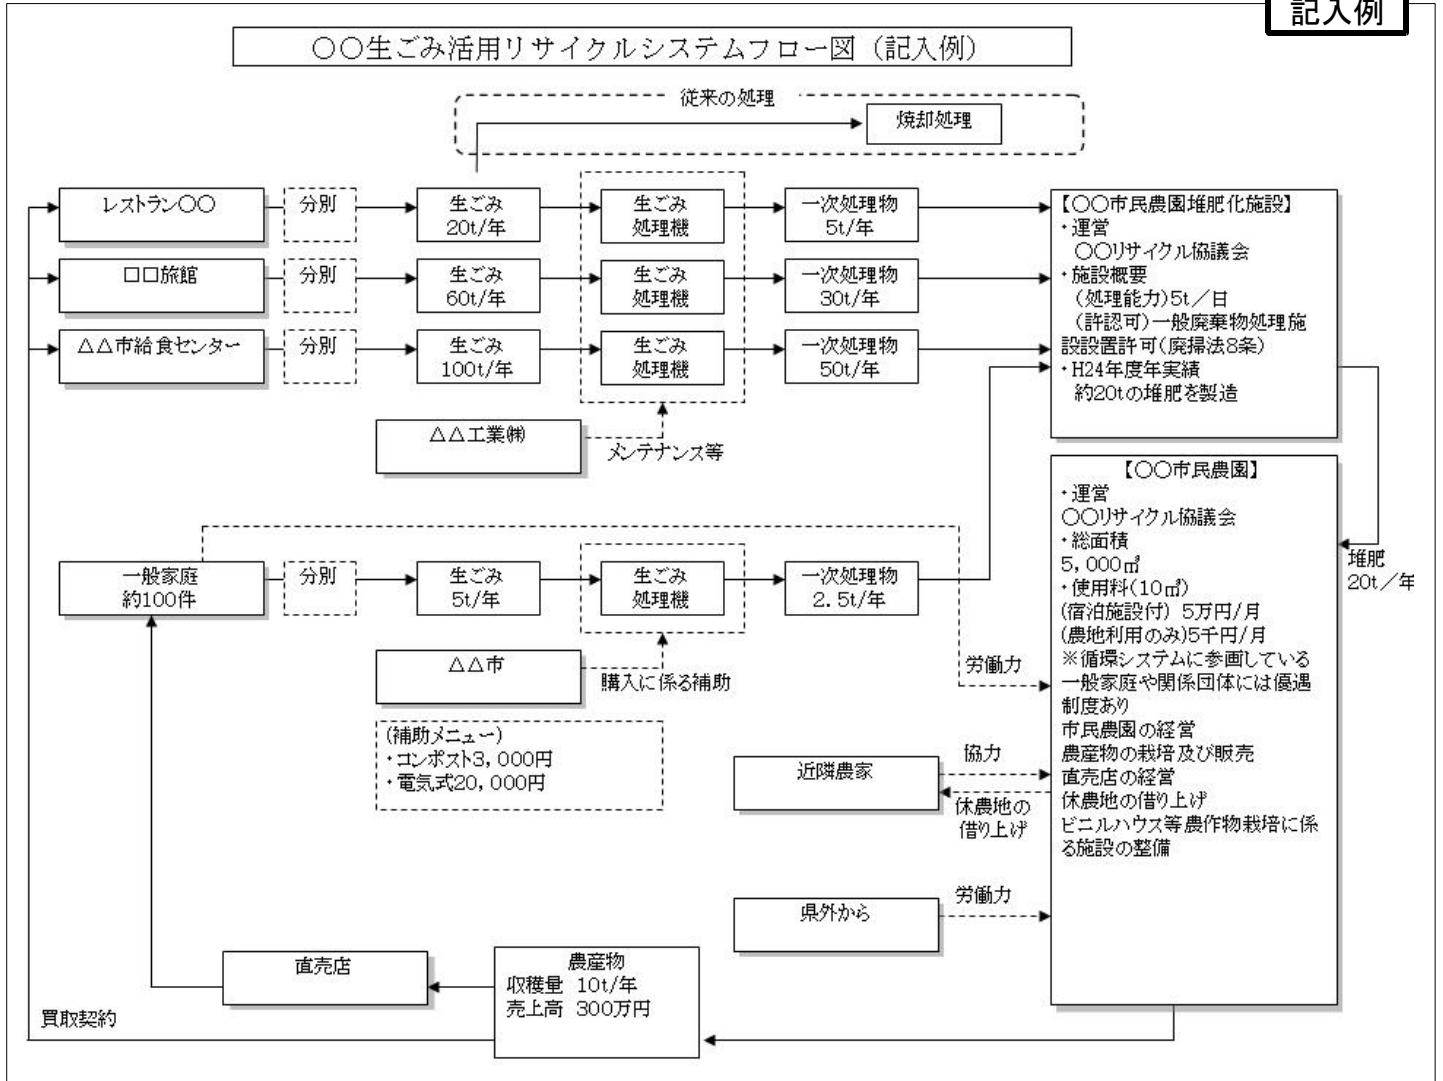 記入例
〇〇生ごみ活用リサイクルシステムフロー図（記入例）
従来の処理
焼却処理
レストラン〇〇
分別
生ごみ
20t/年
生ごみ
処理機
一次処理物
5t/年
□□旅館
分別
生ごみ
60t/年
生ごみ
処理機
一次処理物
30t/年
△△市給食センター
分別
生ごみ
100t/年
生ごみ
処理機
一次処理物
50t/年
【〇〇市民農園堆肥化施設】
・運営
〇〇リサイクル協議会
・施設概要
（処理能力）5t／日
（許認可）一般廃棄物処理施
設設置許可（廃掃法8条）
・H24年度年実績
約20tの堆肥を製造
△△工業㈱
メンテナンス等
一般家庭
約100件
分別
生ごみ
5t/年
生ごみ
処理機
一次処理物
2.5t/年
△△市
購入に係る補助
(補助メニュー)
・コンポスト3,000円
・電気式20,000円
労働力
近隣農家
協力
休農地の
借り上げ
県外から
労働力
【〇〇市民農園】
・運営
〇〇リサイクル協議会
・総面積
5,000㎡
・使用料(10㎡)
(宿泊施設付) 5万円/月
(農地利用のみ)5千円/月
※循環システムに参画している
一般家庭や関係団体には優遇
制度あり
市民農園の経営
農産物の栽培及び販売
直売店の経営
休農地の借り上げ
ビニルハウス等農作物栽培に係
る施設の整備
堆肥
20t／年
直売店
農産物
収穫量 10t/年
売上高 300万円
買取契約